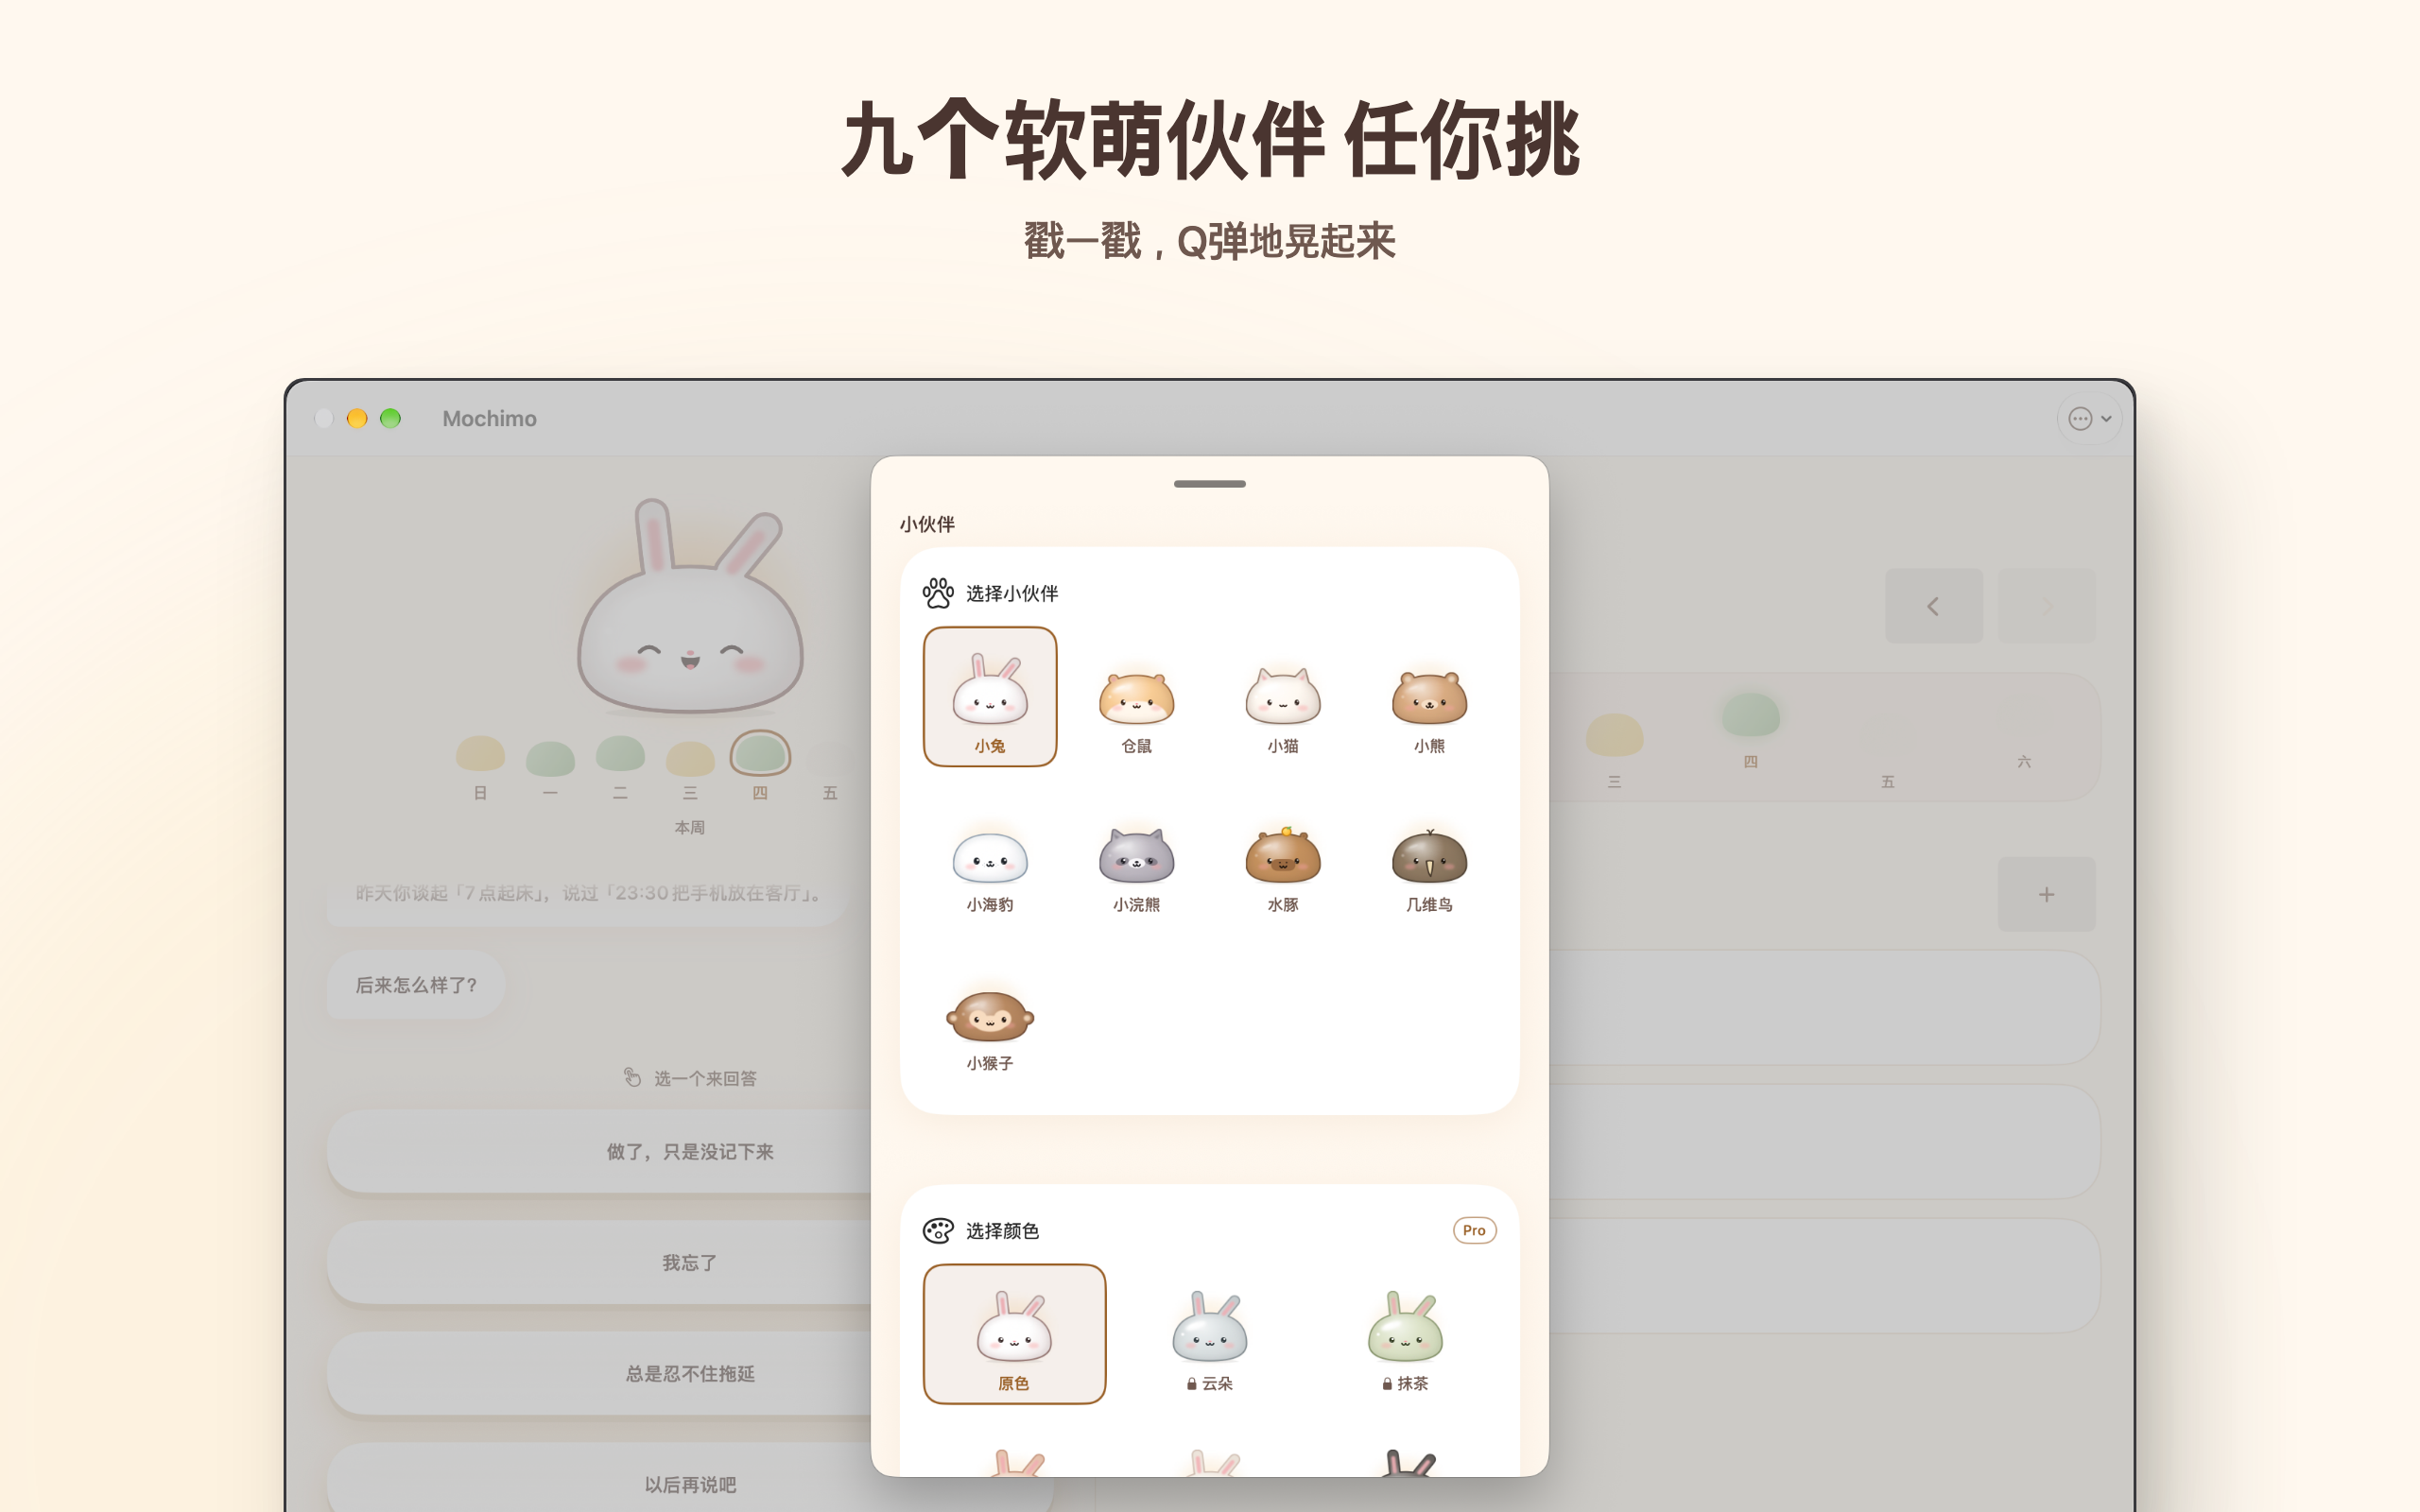 九个软萌伙伴 任你挑
戳一戳，Q弹地晃起来
Mochimo
小伙伴
选择小伙伴
小兔
仓鼠
小猫
小熊
小海豹
小浣熊
水豚
几维鸟
小猴子
选择颜色
Pro
原色
云朵
抹茶
日
一
二
三
四
五
本周
昨天你谈起「7点起床」，说过「23:30把手机放在客厅」。
后来怎么样了？
选一个来回答
做了，只是没记下来
我忘了
总是忍不住拖延
以后再说吧
三
四
五
六